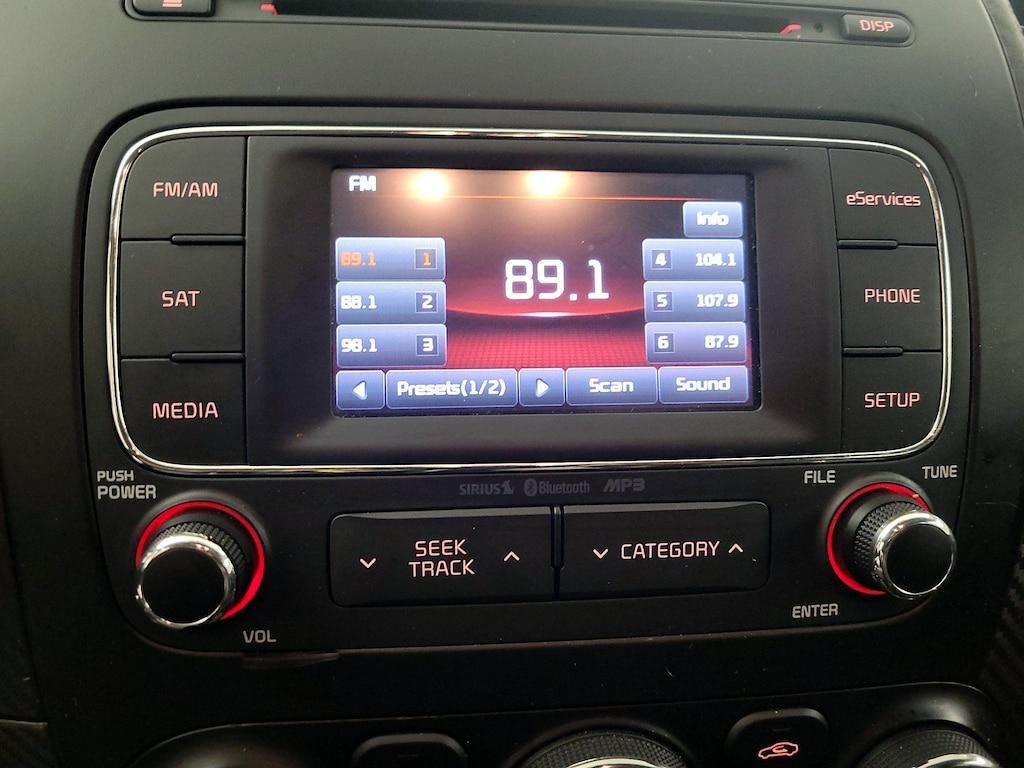 DISP
FM/AM
SAT
MEDIA
FM
Info
89.1 1
88.1 2
98.1 3
89.1
4 104.1
5 107.9
6 87.9
Presets(1/2)
Scan
Sound
eServices
PHONE
SETUP
PUSH
POWER
VOL
SIRIUS Bluetooth MP3
SEEK
TRACK
CATEGORY
FILE
TUNE
ENTER